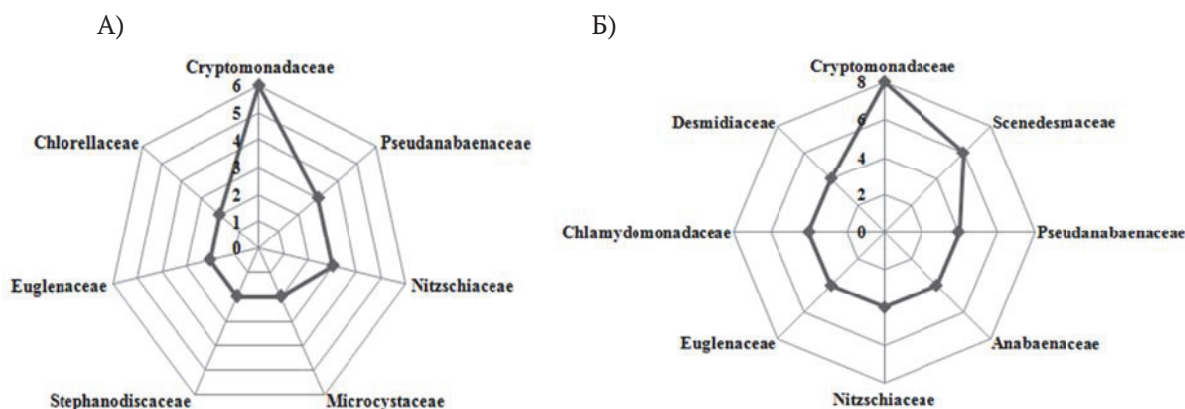 А)
Cryptomonadaceae
6
5
4
3
2
1
0
Pseudanabaenaceae
Nitzschiaceae
Microcystaceae
Stephanodiscaceae
Euglenaceae
Chlorellaceae
Б)
Cryptomonadaceae
8
6
4
2
0
Scenedesmaceae
Pseudanabaenaceae
Anabaenaceae
Nitzschiaceae
Euglenaceae
Chlamydomonadaceae
Desmidiaceae